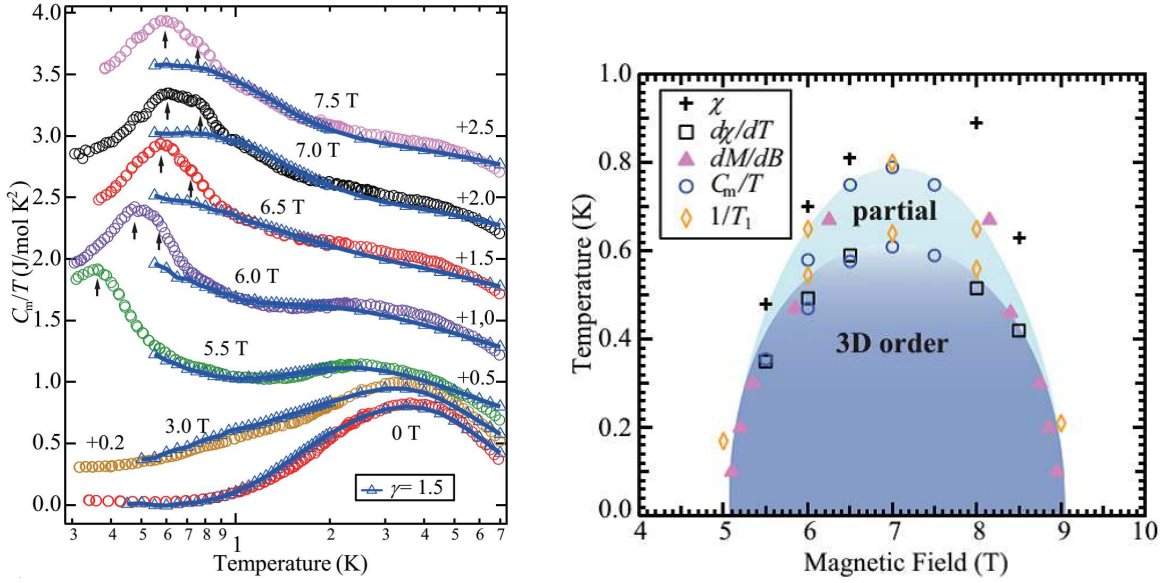 4.0
3.5
3.0
2.5
2.0
1.5
1.0
0.5
0.0
C_m/T (J/mol K²)
7.5 T
+2.5
7.0 T
+2.0
6.5 T
+1.5
6.0 T
+1,0
5.5 T
+0.5
3.0 T
+0.2
0 T
γ= 1.5
3 4 5 6 7 8 9 1 2 3 4 5 6 7
Temperature (K)
1.0
0.8
0.6
0.4
0.2
0.0
Temperature (K)
χ
dχ/dT
dM/dB
C_m/T
1/T₁
partial
3D order
4 5 6 7 8 9 10
Magnetic Field (T)